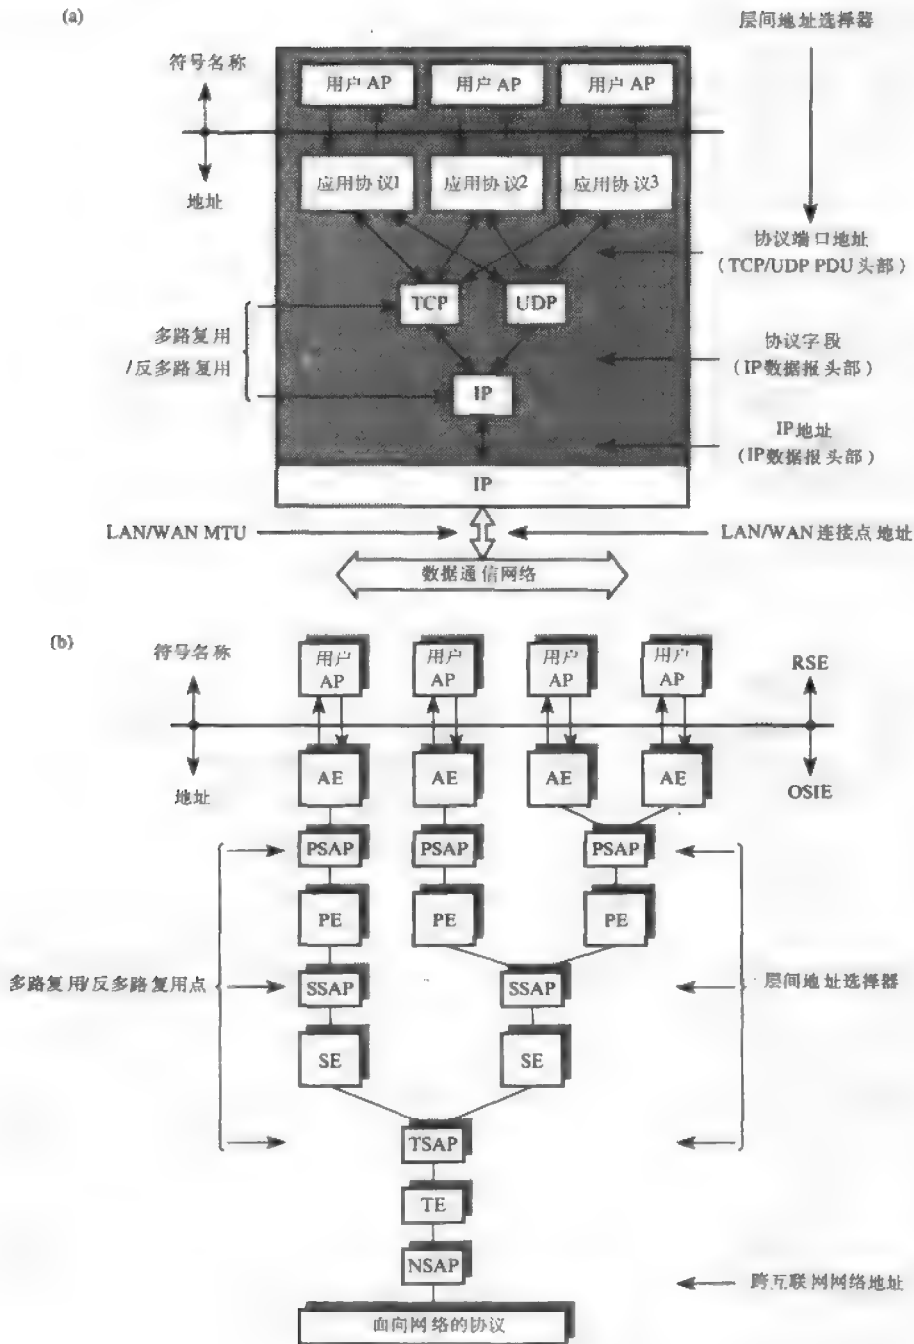 (a)
层间地址选择器
符号名称
用户 AP
用户 AP
用户 AP
地址
应用协议1
应用协议2
应用协议3
协议端口地址
(TCP/UDP PDU 头部)
TCP
UDP
多路复用
/反多路复用
协议字段
(IP 数据报头部)
IP
IP 地址
(IP 数据报头部)
IP
LAN/WAN MTU
LAN/WAN 连接点地址
数据通信网络
(b)
符号名称
用户
AP
用户
AP
用户
AP
用户
AP
RSE
地址
AE
AE
AE
AE
OSIE
PSAP
PSAP
PSAP
PE
PE
PE
多路复用/反多路复用点
SSAP
SSAP
层间地址选择器
SE
SE
TSAP
TE
NSAP
跨互联网网络地址
面向网络的协议